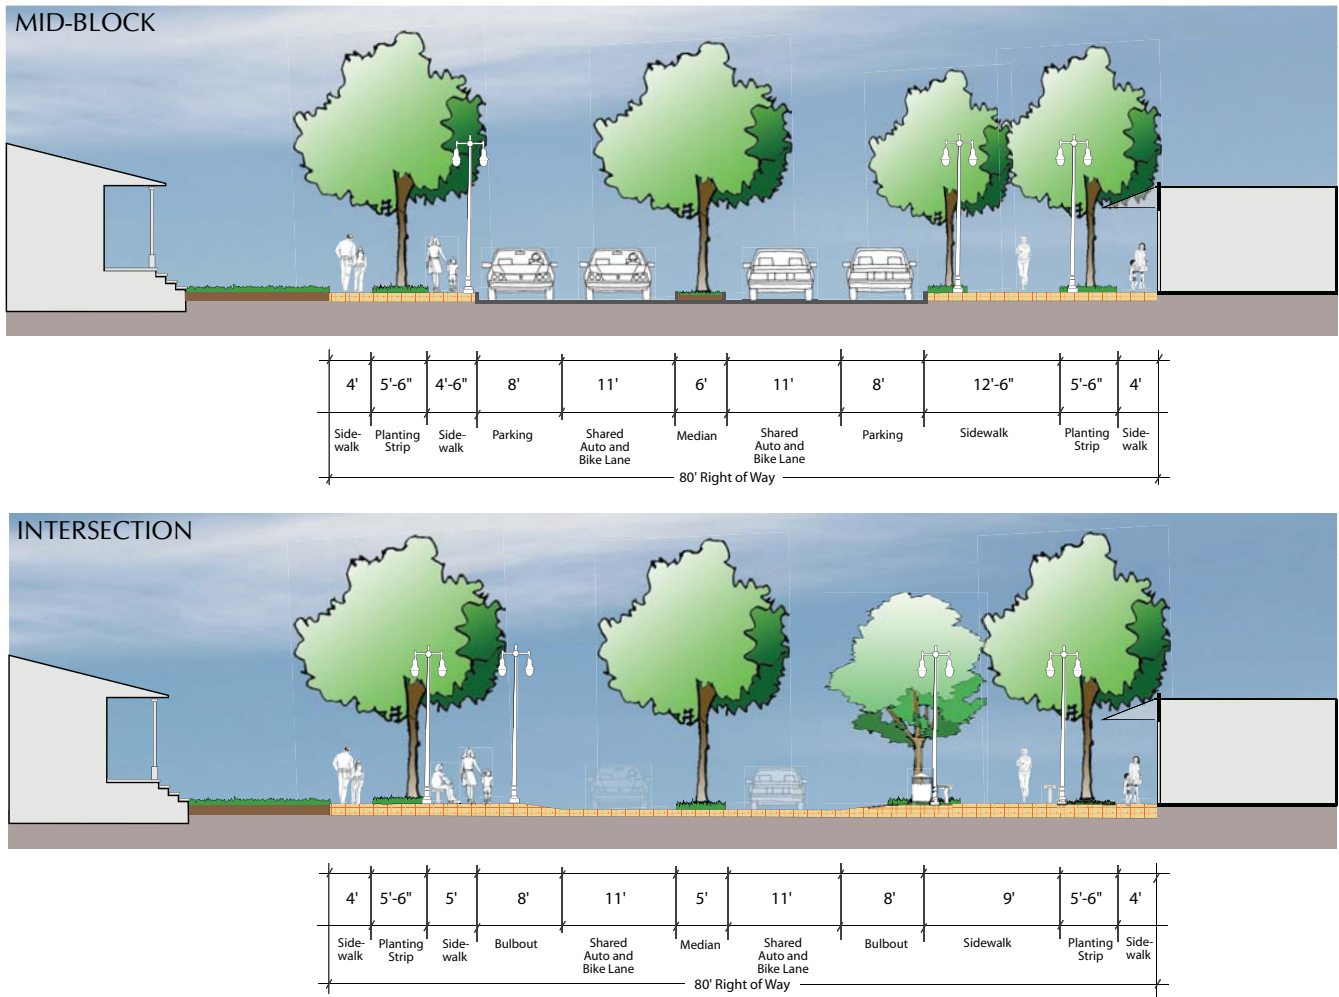 MID-BLOCK
4' 5'-6" 4'-6" 8' 11' 6' 11' 8' 12'-6" 5'-6" 4'
Side-walk Planting Strip Side-walk Parking Shared Auto and Bike Lane Median Shared Auto and Bike Lane Parking Sidewalk Planting Strip Side-walk
80' Right of Way
INTERSECTION
4' 5'-6" 5' 8' 11' 5' 11' 8' 9' 5'-6" 4'
Side-walk Planting Strip Side-walk Bulbout Shared Auto and Bike Lane Median Shared Auto and Bike Lane Bulbout Sidewalk Planting Strip Side-walk
80' Right of Way